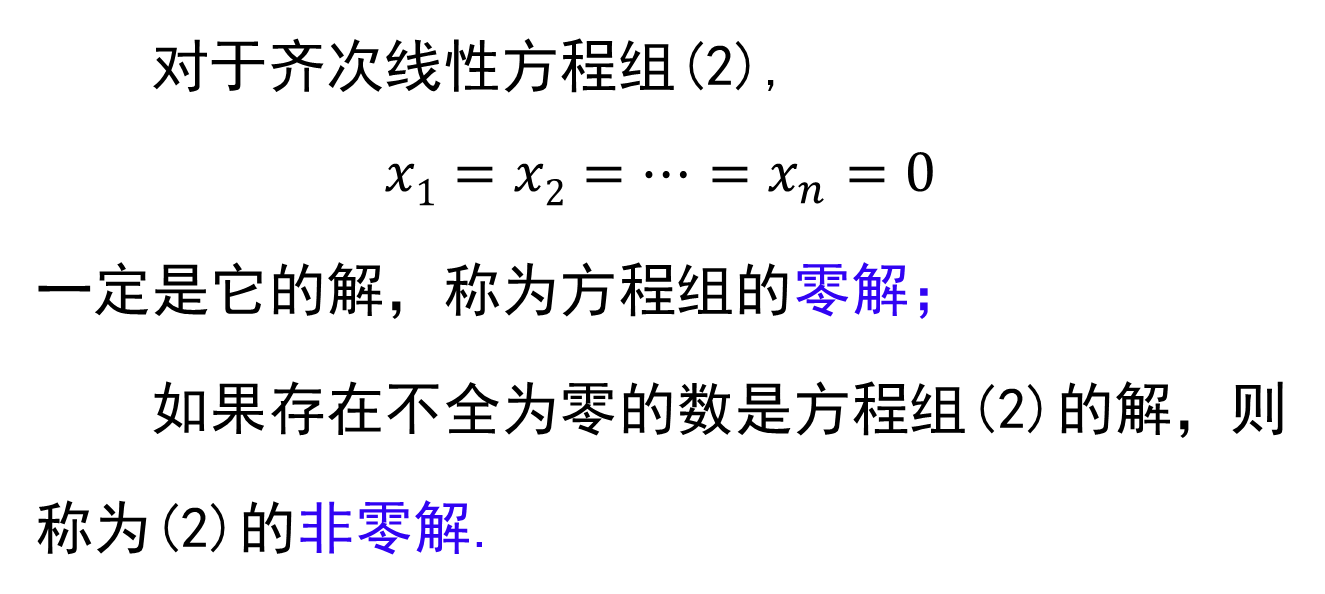 对于齐次线性方程组(2),
x₁ = x₂ = ⋯ = xₙ = 0
一定是它的解，称为方程组的零解；
如果存在不全为零的数是方程组(2)的解，则
称为(2)的非零解.